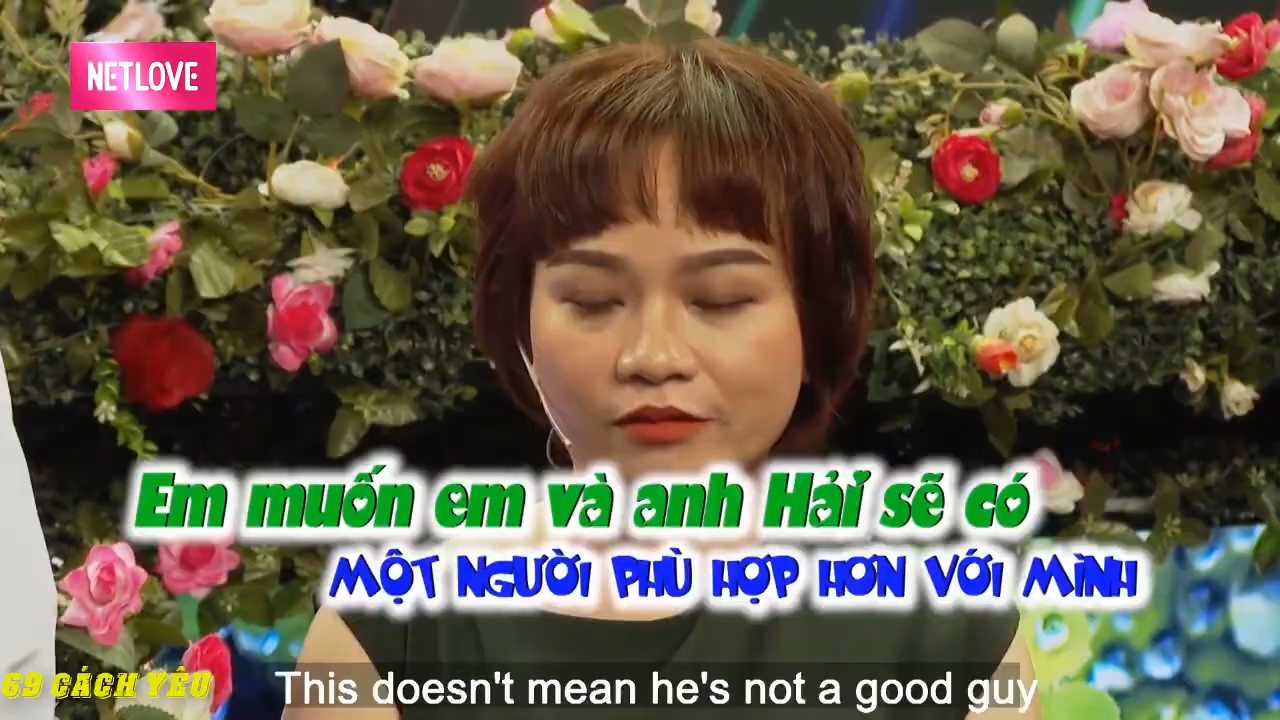 NETLOVE
Em muốn em và anh Hải sẽ có
MỘT NGƯỜI PHÙ HỢP HƠN VỚI MÌNH
69 CÁCH YÊU
This doesn't mean he's not a good guy